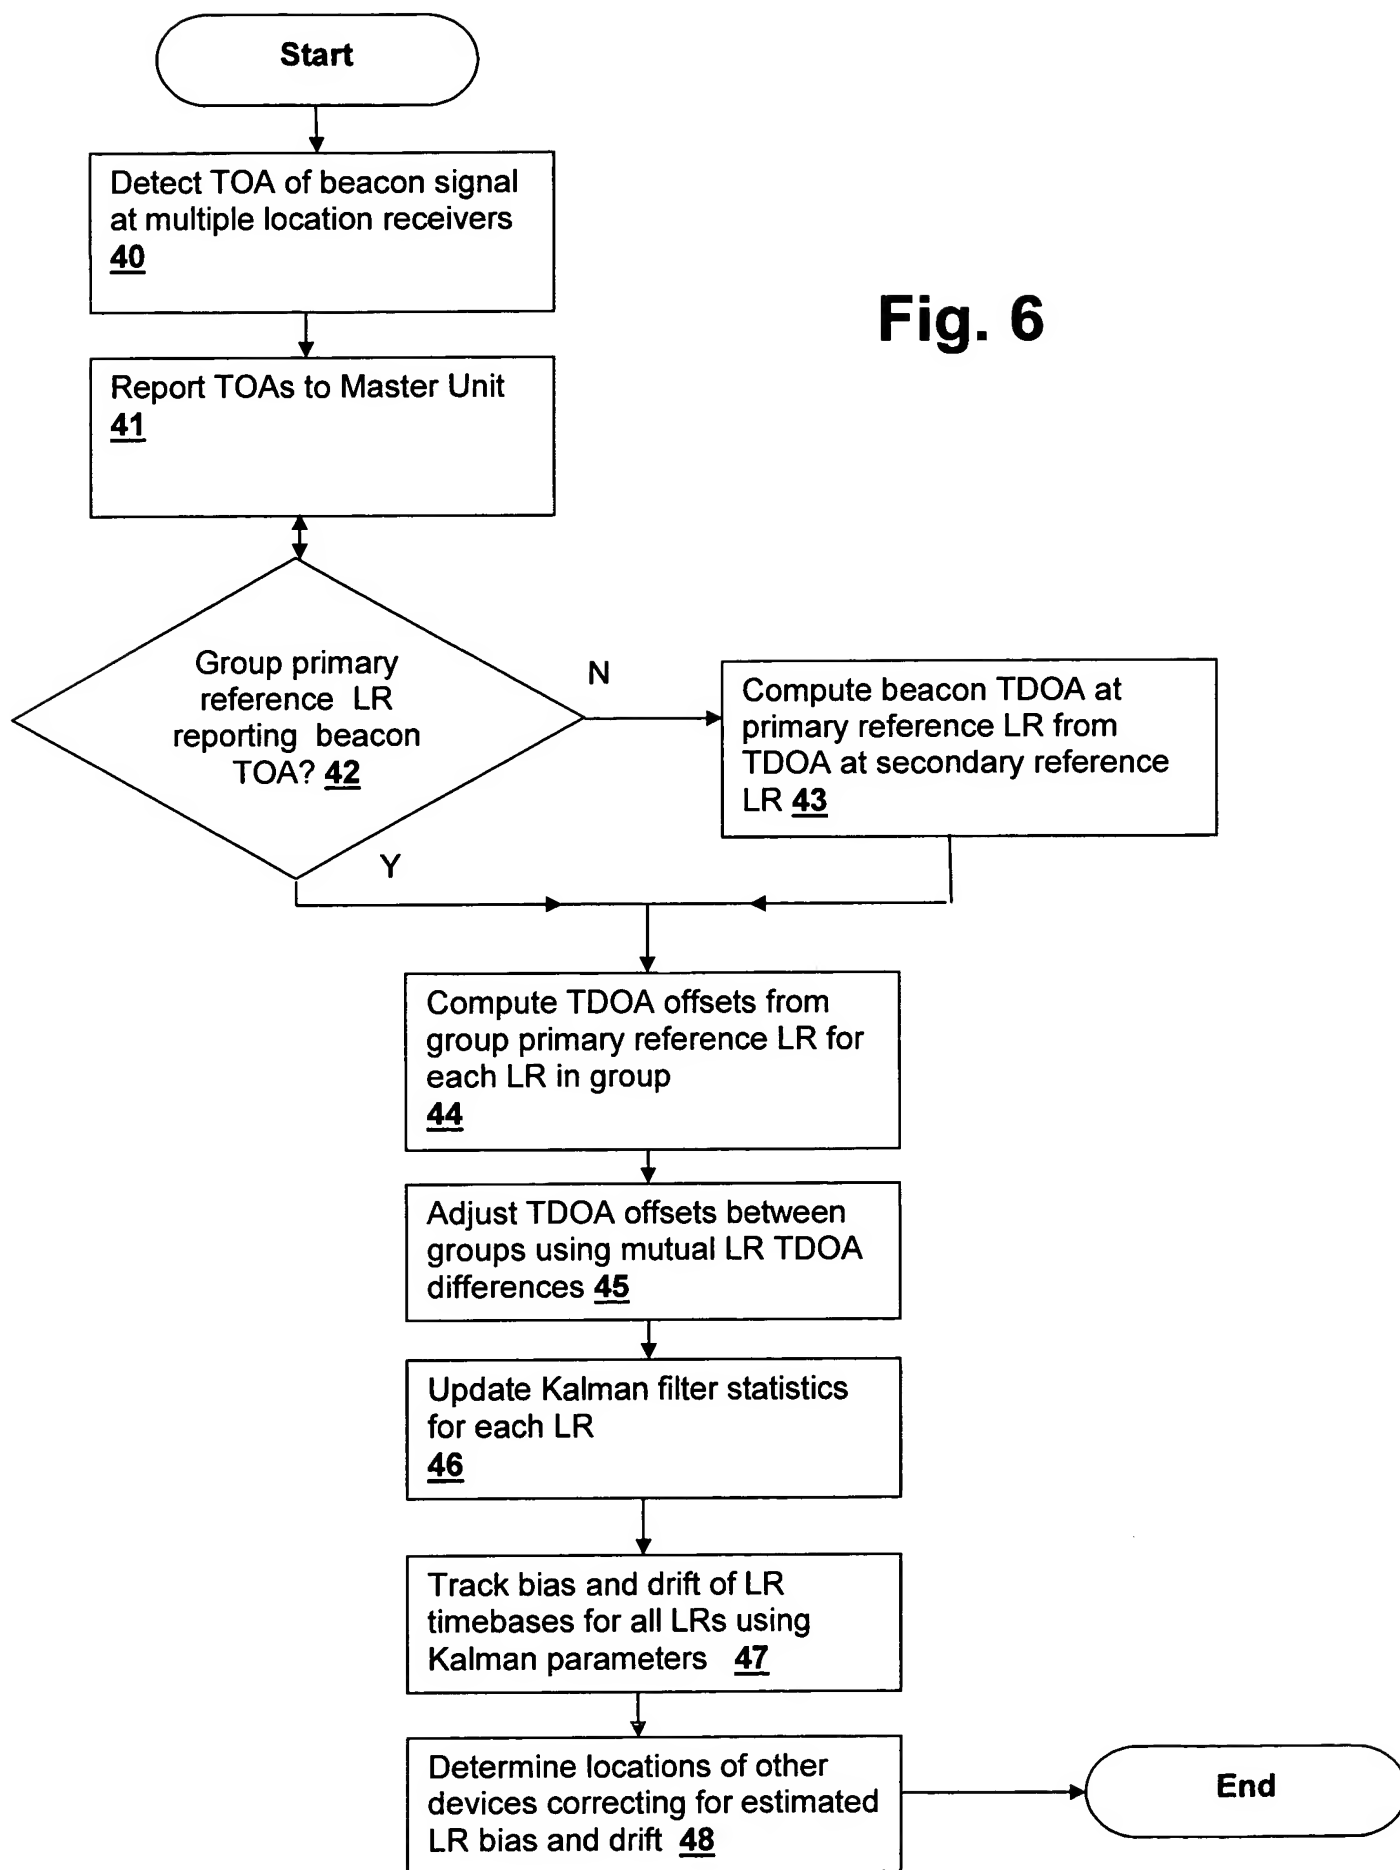 Start
Detect TOA of beacon signal
at multiple location receivers
40
Fig. 6
Report TOAs to Master Unit
41
Group primary
reference LR
reporting beacon
TOA? 42
N
Compute beacon TDOA at
primary reference LR from
TDOA at secondary reference
LR 43
Y
Compute TDOA offsets from
group primary reference LR for
each LR in group
44
Adjust TDOA offsets between
groups using mutual LR TDOA
differences 45
Update Kalman filter statistics
for each LR
46
Track bias and drift of LR
timebases for all LRs using
Kalman parameters 47
Determine locations of other
devices correcting for estimated
LR bias and drift 48
End